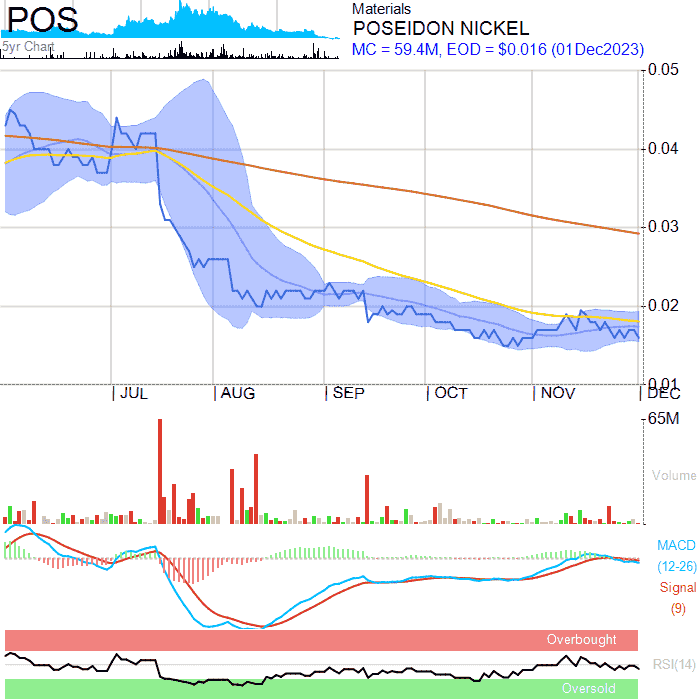 POS
5yr Chart
Materials
POSEIDON NICKEL
MC = 59.4M, EOD = $0.016 (01Dec2023)
0.05
0.04
0.03
0.02
0.01
JUL AUG SEP OCT NOV DEC
65M
Volume
MACD
(12-26)
Signal
(9)
Overbought
RSI(14)
Oversold